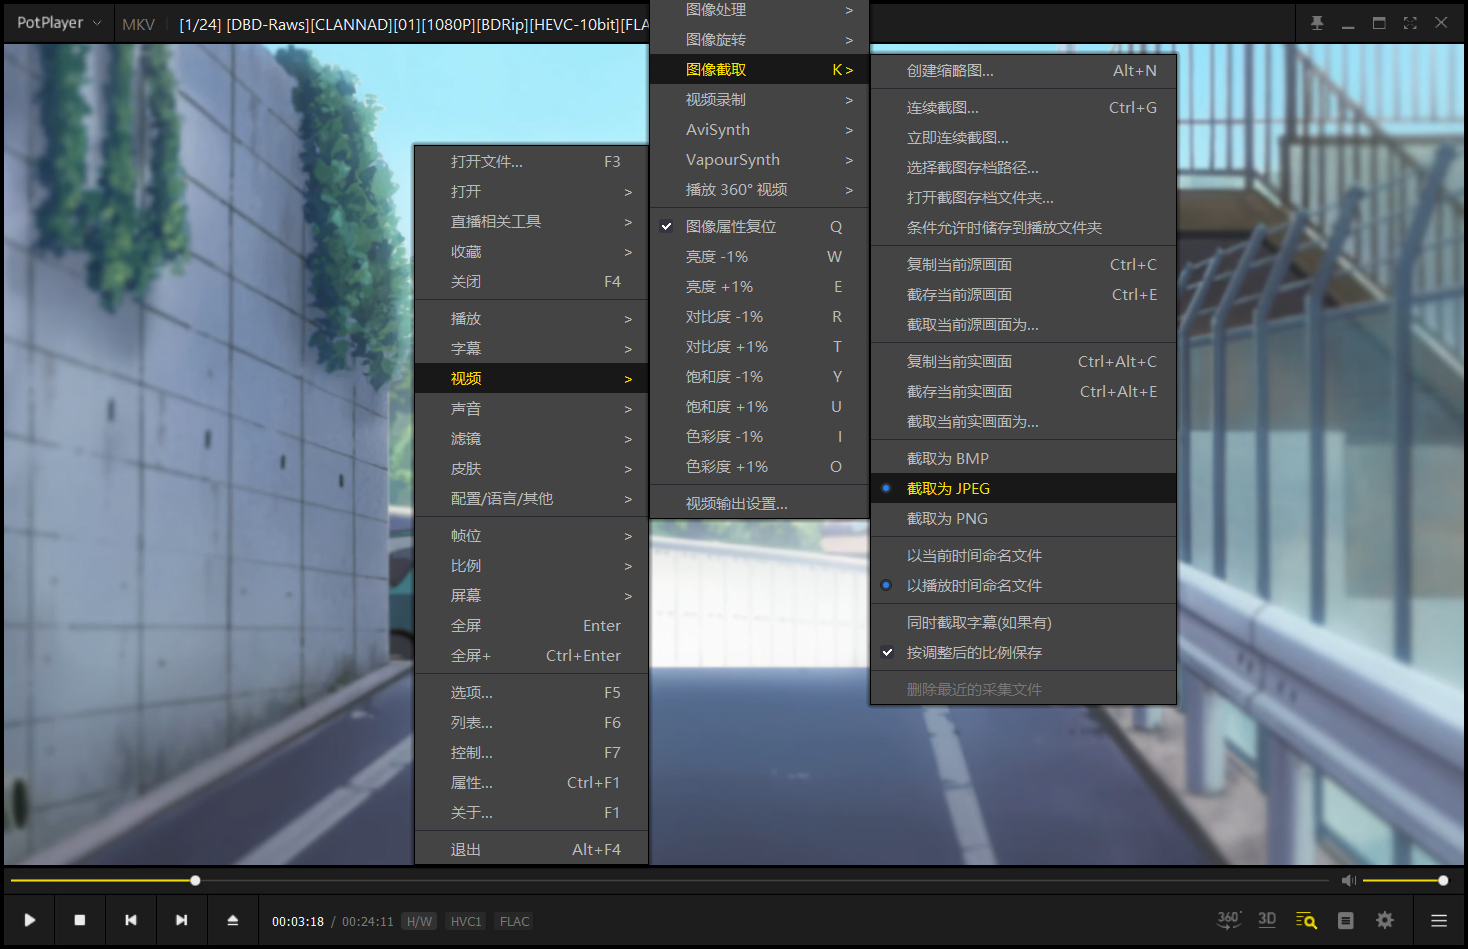 PotPlayer
MKV
[1/24] [DBD-Raws][CLANNAD][01][1080P][BDRip][HEVC-10bit][FLA
打开文件... F3
打开 >
直播相关工具 >
收藏 >
关闭 F4
播放 >
字幕 >
视频 >
声音 >
滤镜 >
皮肤 >
配置/语言/其他 >
帧位 >
比例 >
屏幕 >
全屏 Enter
全屏+ Ctrl+Enter
选项... F5
列表... F6
控制... F7
属性... Ctrl+F1
关于... F1
退出 Alt+F4
图像处理 >
图像旋转 >
图像截取 K >
视频录制 >
AviSynth >
VapourSynth >
播放 360° 视频 >
图像属性复位 Q
亮度 -1% W
亮度 +1% E
对比度 -1% R
对比度 +1% T
饱和度 -1% Y
饱和度 +1% U
色彩度 -1% I
色彩度 +1% O
视频输出设置...
创建缩略图... Alt+N
连续截图... Ctrl+G
立即连续截图...
选择截图存档路径...
打开截图存档文件夹...
条件允许时储存到播放文件夹
复制当前源画面 Ctrl+C
截存当前源画面 Ctrl+E
截取当前源画面为...
复制当前实画面 Ctrl+Alt+C
截存当前实画面 Ctrl+Alt+E
截取当前实画面为...
截取为 BMP
截取为 JPEG
截取为 PNG
以当前时间命名文件
以播放时间命名文件
同时截取字幕(如果有)
按调整后的比例保存
删除最近的采集文件
00:03:18 / 00:24:11 H/W HVC1 FLAC
360° 3D